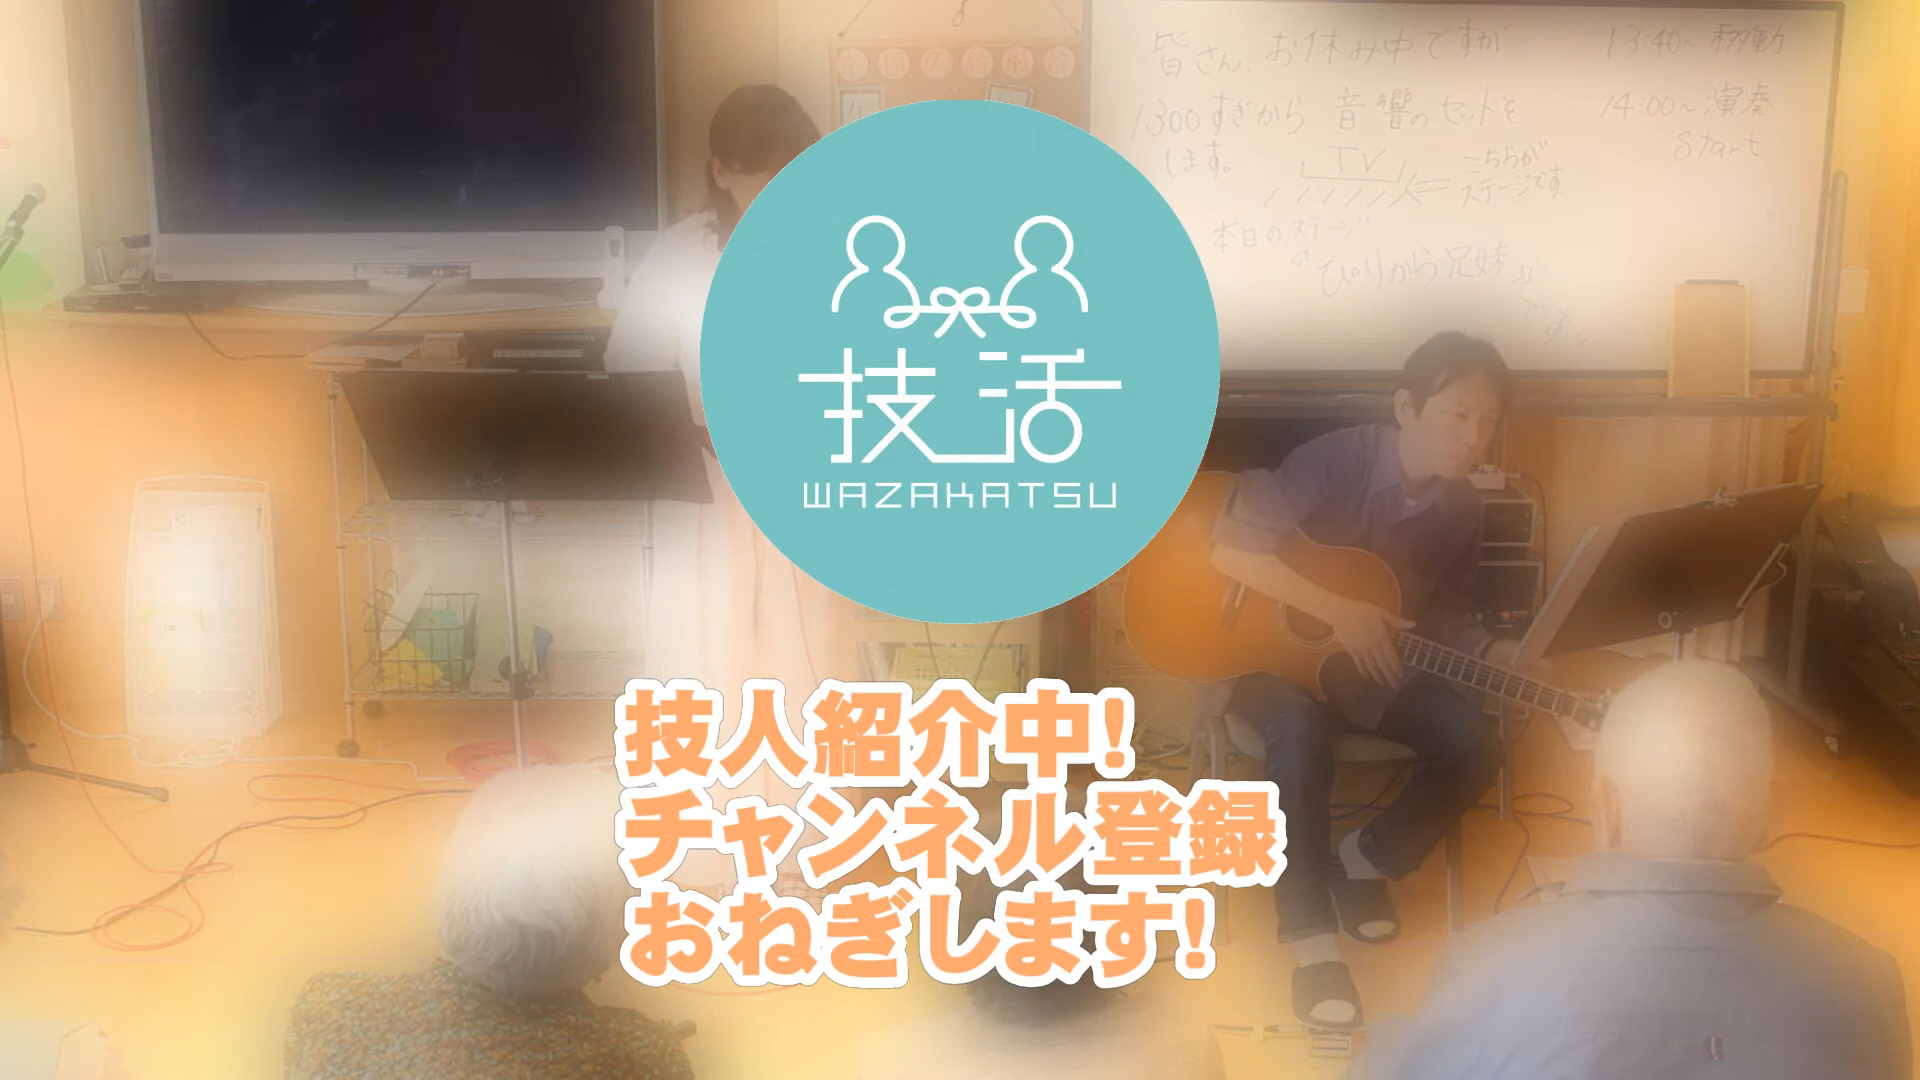 皆さん、お休み中ですが
13:40~ 移動
1300すぎから 音響のセットを
14:00~ 演奏
します。
Start
TV
こちらが
ステージです
本日のステージ
『ぴりから兄妹』
技活
WAZAKATSU
技人紹介中!
チャンネル登録
おねぎします!